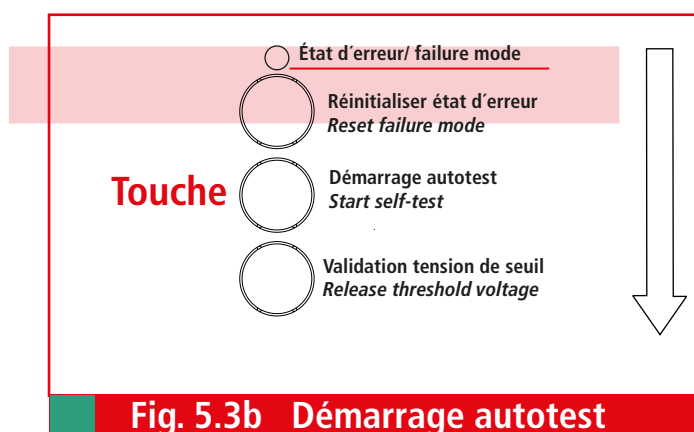 État d´erreur/ failure mode
Réinitialiser état d´erreur
Reset failure mode
Touche
Démarrage autotest
Start self-test
Validation tension de seuil
Release threshold voltage
Fig. 5.3b Démarrage autotest